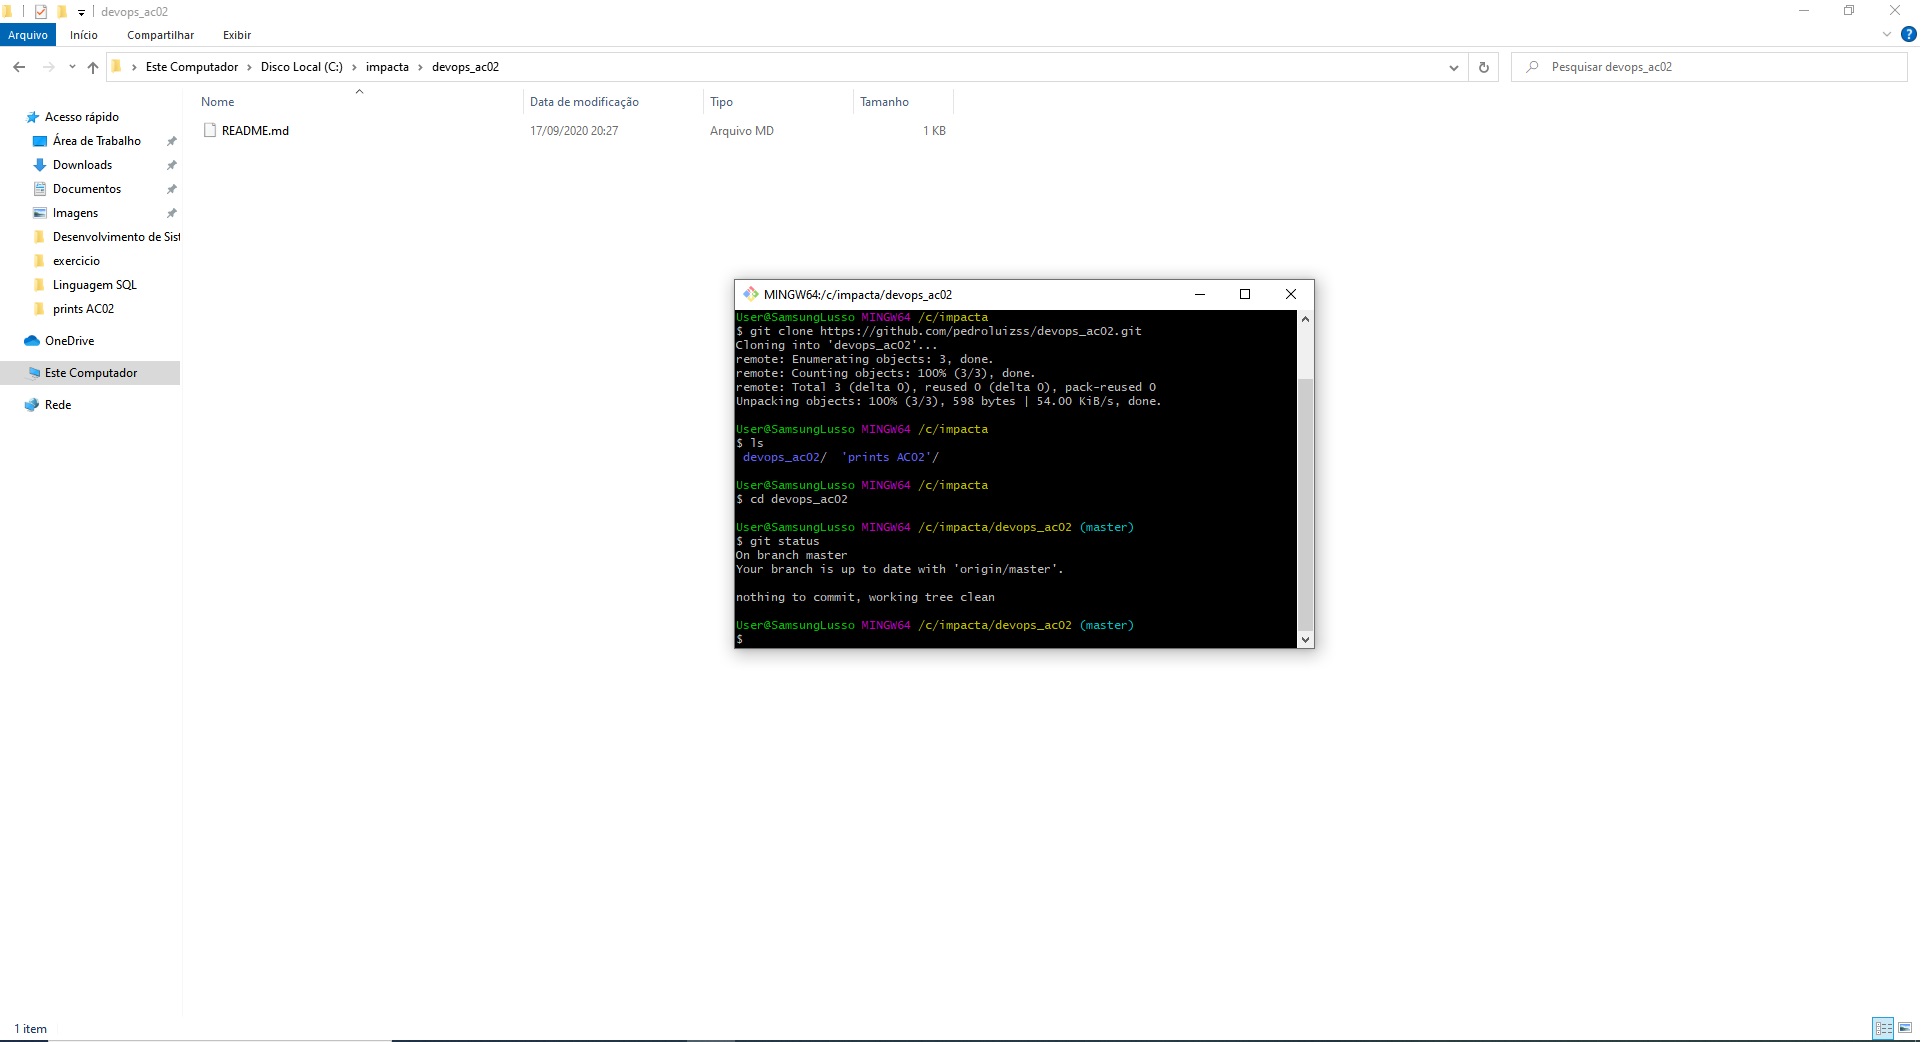 devops_ac02
Arquivo Início Compartilhar Exibir
Este Computador Disco Local (C:) impacta devops_ac02
Pesquisar devops_ac02
Nome Data de modificação Tipo Tamanho
README.md 17/09/2020 20:27 Arquivo MD 1 KB
Acesso rápido
Área de Trabalho
Downloads
Documentos
Imagens
Desenvolvimento de Sist
exercicio
Linguagem SQL
prints AC02
OneDrive
Este Computador
Rede
MINGW64:/c/impacta/devops_ac02
User@SamsungLusso MINGW64 /c/impacta
$ git clone https://github.com/pedroluizss/devops_ac02.git
Cloning into 'devops_ac02'...
remote: Enumerating objects: 3, done.
remote: Counting objects: 100% (3/3), done.
remote: Total 3 (delta 0), reused 0 (delta 0), pack-reused 0
Unpacking objects: 100% (3/3), 598 bytes | 54.00 KiB/s, done.
User@SamsungLusso MINGW64 /c/impacta
$ ls
devops_ac02/ 'prints AC02'/
User@SamsungLusso MINGW64 /c/impacta
$ cd devops_ac02
User@SamsungLusso MINGW64 /c/impacta/devops_ac02 (master)
$ git status
On branch master
Your branch is up to date with 'origin/master'.
nothing to commit, working tree clean
User@SamsungLusso MINGW64 /c/impacta/devops_ac02 (master)
$
1 item